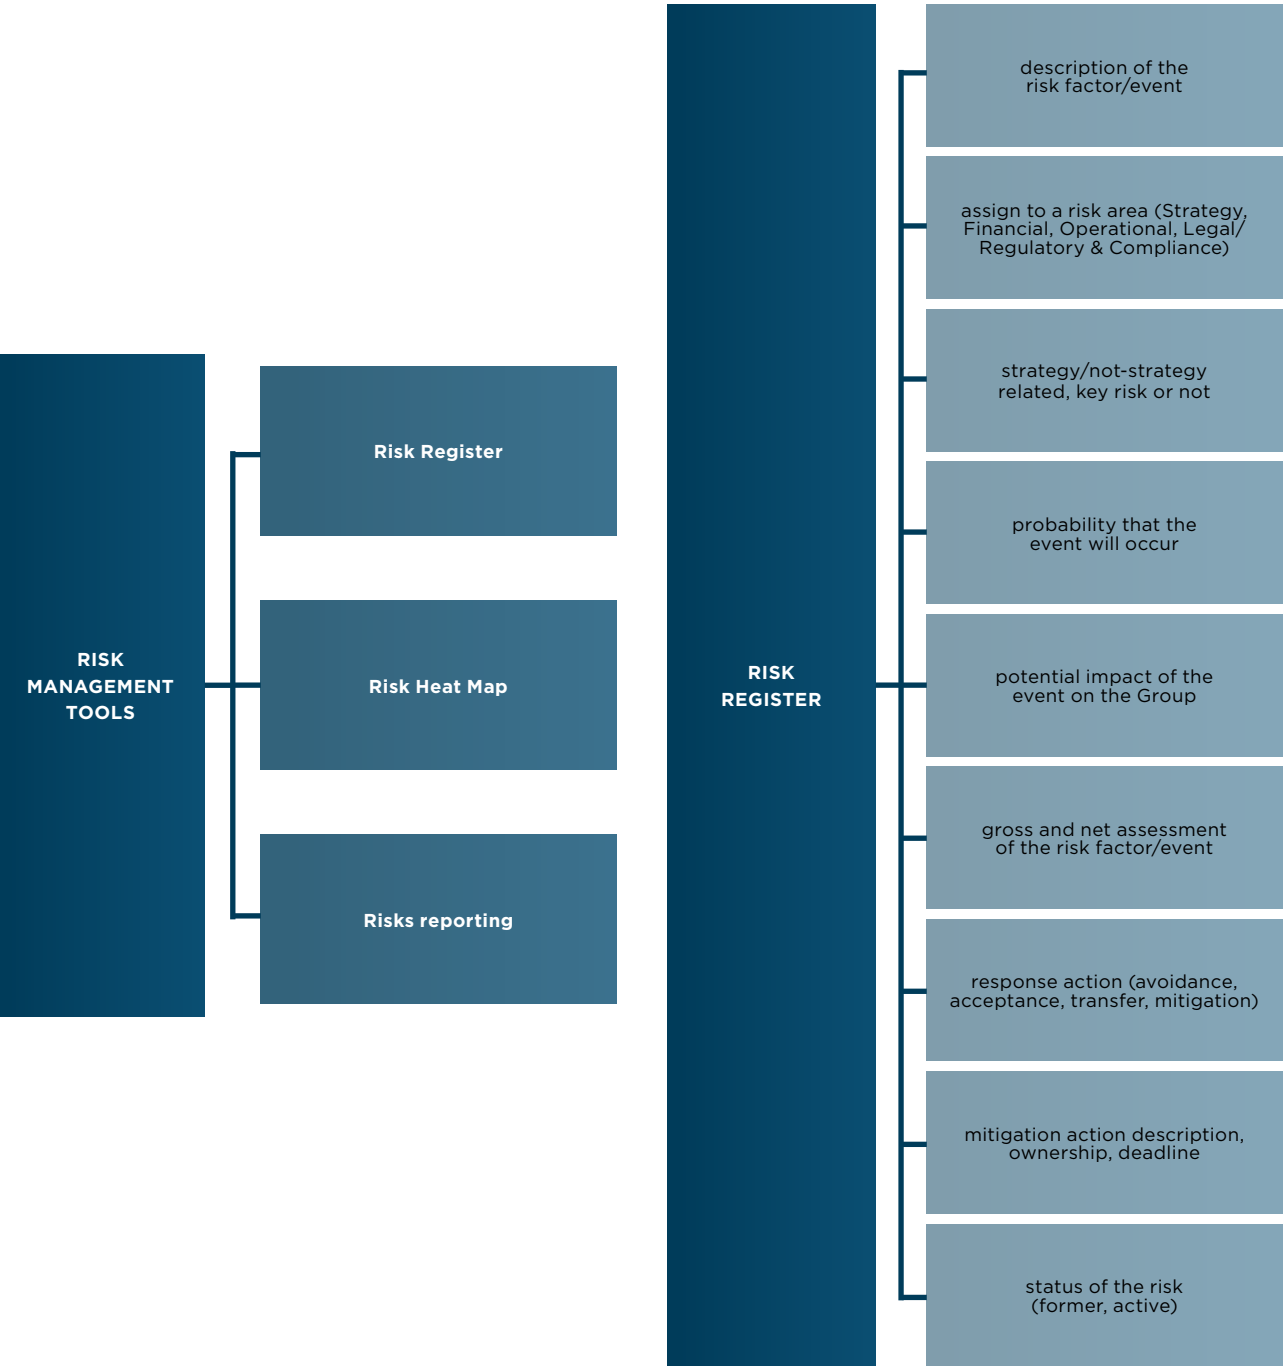 RISK
MANAGEMENT
TOOLS
Risk Register
Risk Heat Map
Risks reporting
RISK
REGISTER
description of the
risk factor/event
assign to a risk area (Strategy,
Financial, Operational, Legal/
Regulatory & Compliance)
strategy/not-strategy
related, key risk or not
probability that the
event will occur
potential impact of the
event on the Group
gross and net assessment
of the risk factor/event
response action (avoidance,
acceptance, transfer, mitigation)
mitigation action description,
ownership, deadline
status of the risk
(former, active)